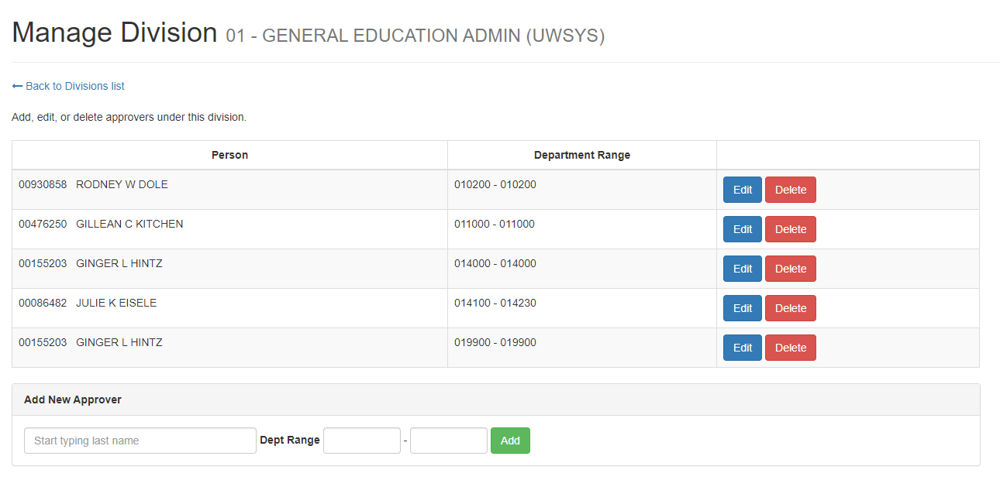 Manage Division 01 - GENERAL EDUCATION ADMIN (UWSYS)
← Back to Divisions list
Add, edit, or delete approvers under this division.
Person Department Range
00930858 RODNEY W DOLE 010200 - 010200 Edit Delete
00476250 GILLEAN C KITCHEN 011000 - 011000 Edit Delete
00155203 GINGER L HINTZ 014000 - 014000 Edit Delete
00086482 JULIE K EISELE 014100 - 014230 Edit Delete
00155203 GINGER L HINTZ 019900 - 019900 Edit Delete
Add New Approver
Start typing last name Dept Range - Add